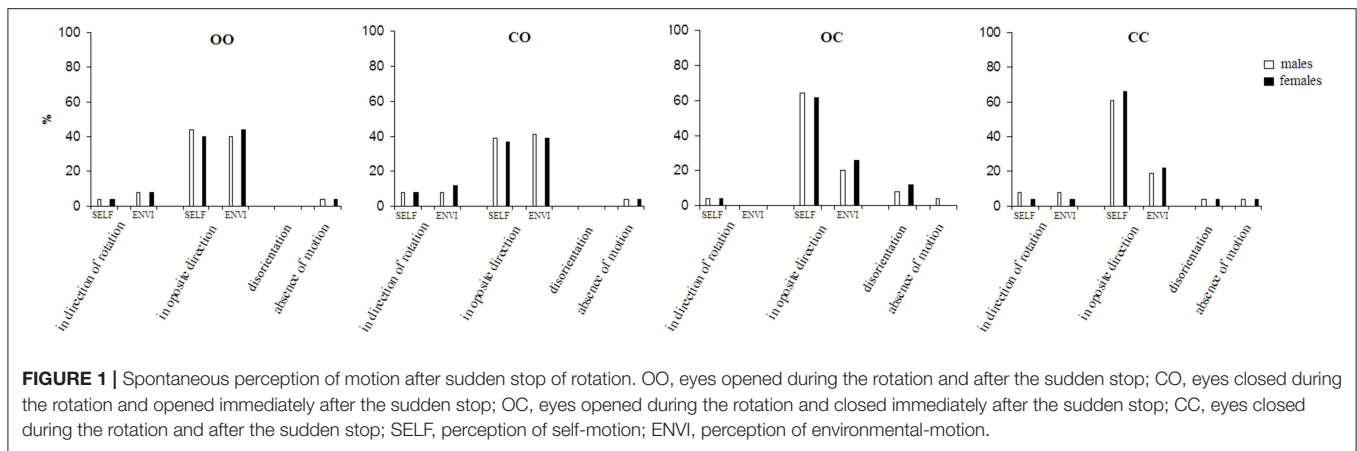 OO
CO
OC
CC
100
80
60
40
20
0
%
SELF
ENVI
SELF
ENVI
in direction of rotation
in oposite direction
disorientation
absence of motion
100
80
60
40
20
0
SELF
ENVI
SELF
ENVI
in direction of rotation
in oposite direction
disorientation
absence of motion
100
80
60
40
20
0
SELF
ENVI
SELF
ENVI
in direction of rotation
in oposite direction
disorientation
absence of motion
100
80
60
40
20
0
SELF
ENVI
SELF
ENVI
in direction of rotation
in oposite direction
disorientation
absence of motion
males
females
FIGURE 1 | Spontaneous perception of motion after sudden stop of rotation. OO, eyes opened during the rotation and after the sudden stop; CO, eyes closed during
the rotation and opened immediately after the sudden stop; OC, eyes opened during the rotation and closed immediately after the sudden stop; CC, eyes closed
during the rotation and after the sudden stop; SELF, perception of self-motion; ENVI, perception of environmental-motion.